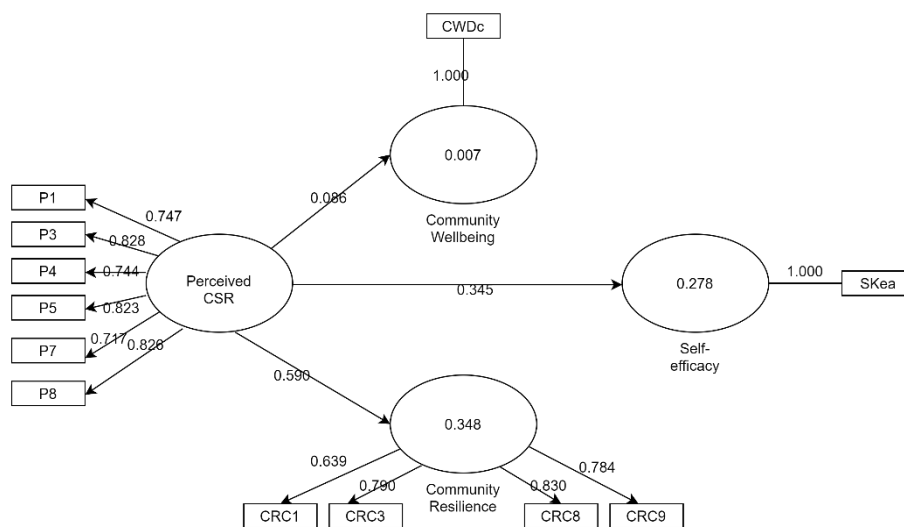 CWDc
1.000
0.007
Community
Wellbeing
0.086
P1
0.747
P3
0.828
P4
0.744
P5
0.823
P7
0.717
P8
0.826
Perceived
CSR
0.345
0.278
1.000
SKea
Self-
efficacy
0.590
0.348
Community
Resilience
0.639
0.790
0.830
0.784
CRC1
CRC3
CRC8
CRC9